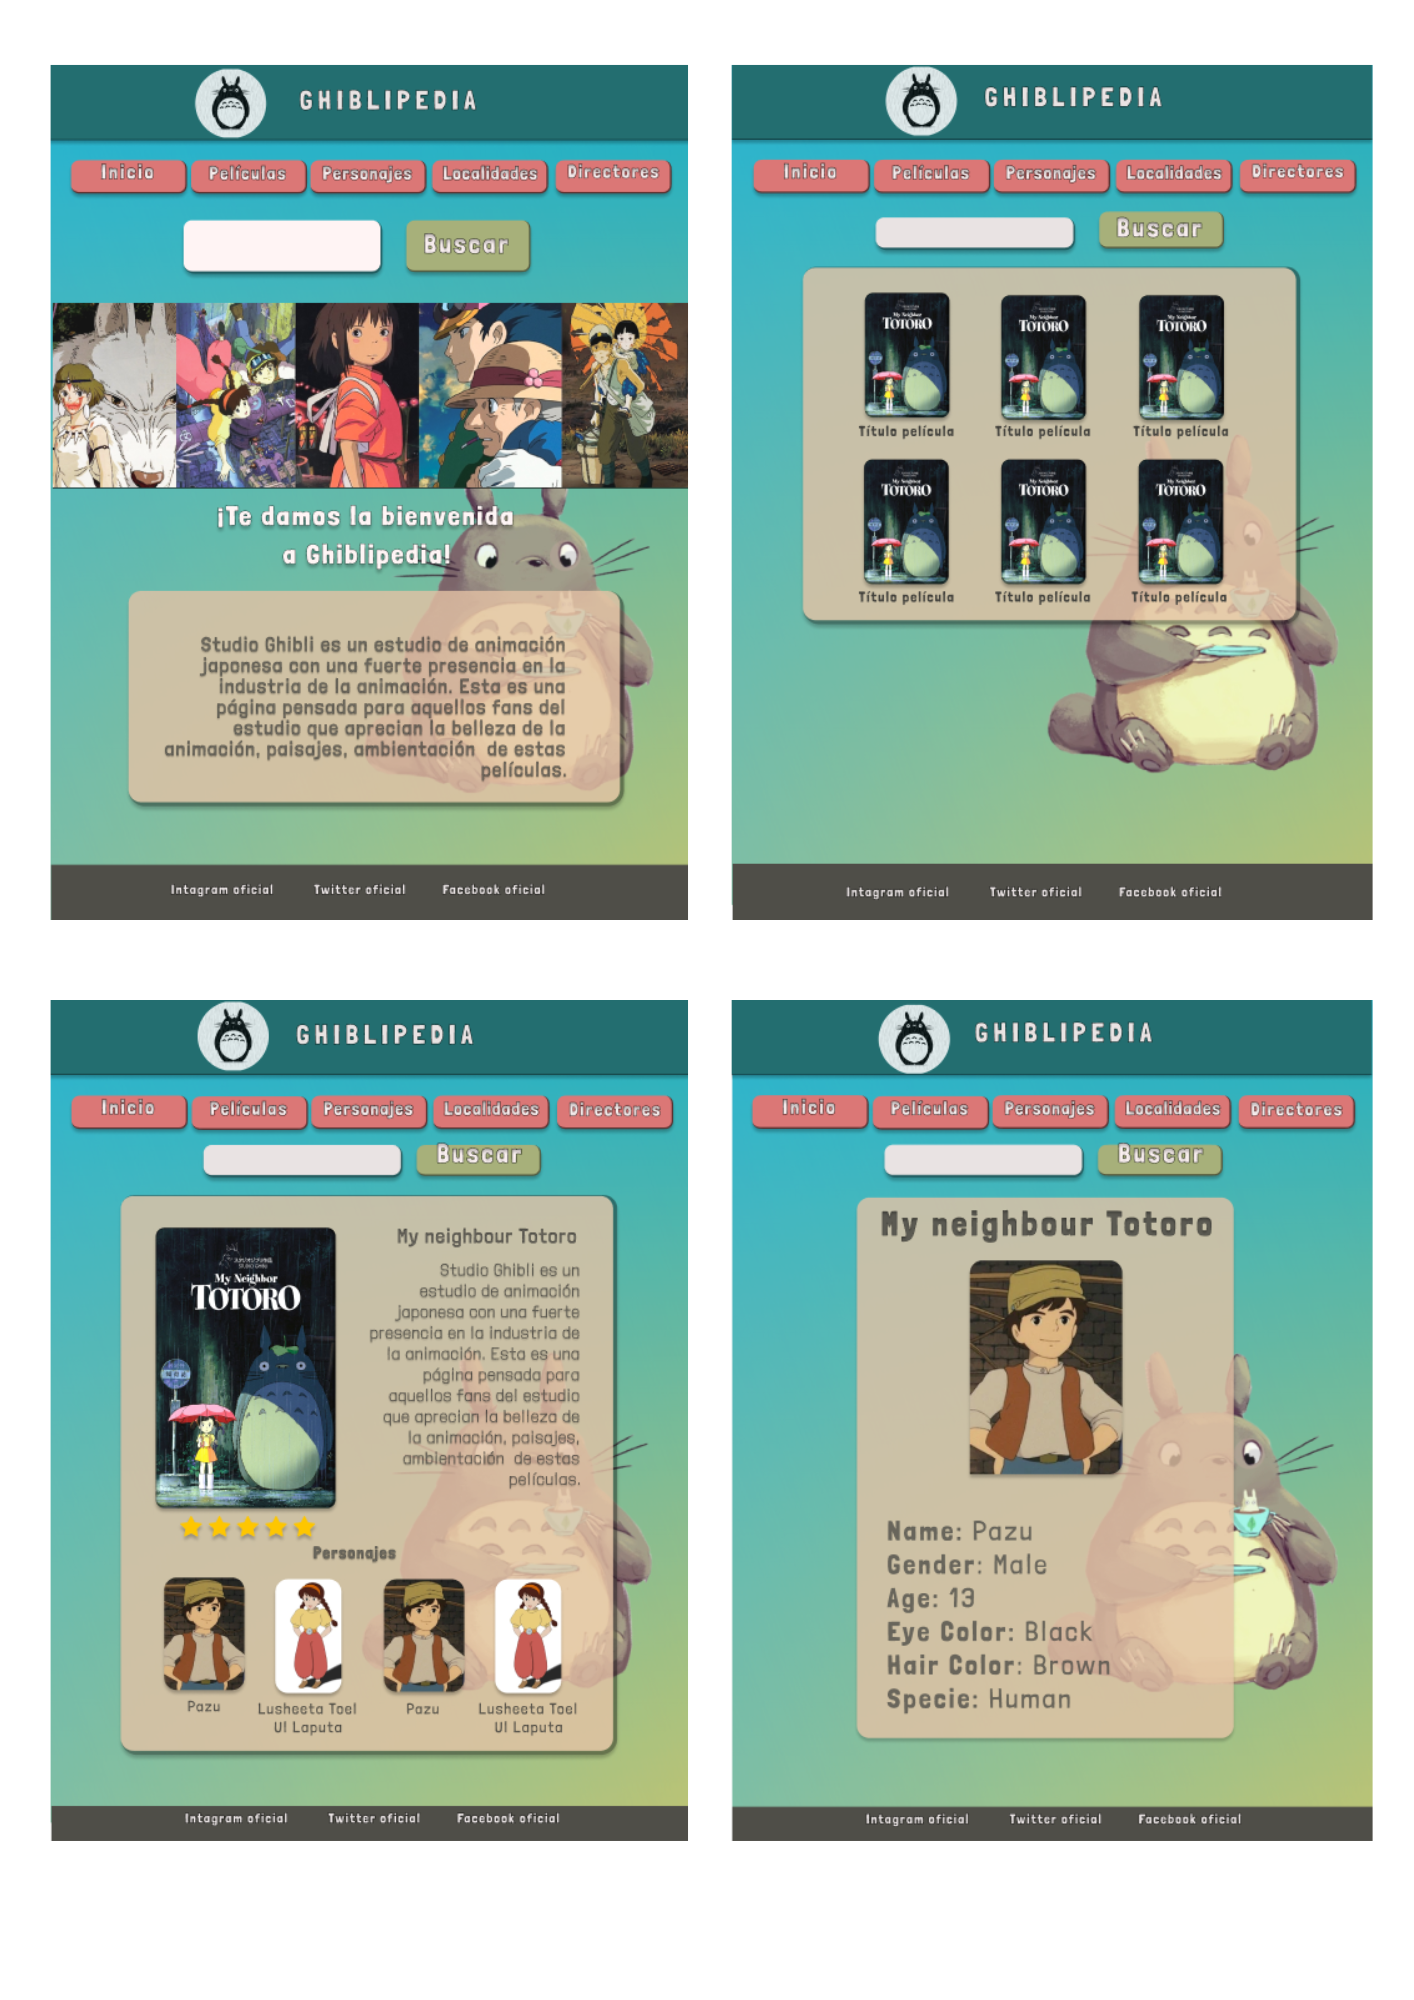 GHIBLIPEDIA
Inicio
Películas
Personajes
Localidades
Directores
Buscar
¡Te damos la bienvenida
a Ghiblipedia!
Studio Ghibli es un estudio de animación
japonesa con una fuerte presencia en la
industria de la animación. Esta es una
página pensada para aquellos fans del
estudio que aprecian la belleza de la
animación, paisajes, ambientación  de estas
películas.
Intagram oficial
Twitter oficial
Facebook oficial
GHIBLIPEDIA
Inicio
Películas
Personajes
Localidades
Directores
Buscar
My Neighbor
TOTORO
My Neighbor
TOTORO
My Neighbor
TOTORO
Título película
Título película
Título película
My Neighbor
TOTORO
My Neighbor
TOTORO
My Neighbor
TOTORO
Título película
Título película
Título película
Intagram oficial
Twitter oficial
Facebook oficial
GHIBLIPEDIA
Inicio
Películas
Personajes
Localidades
Directores
Buscar
My Neighbor
TOTORO
My neighbour Totoro
Studio Ghibli es un
estudio de animación
japonesa con una fuerte
presencia en la industria de
la animación. Esta es una
página pensada para
aquellos fans del estudio
que aprecian la belleza de
la animación, paisajes,
ambientación  de estas
películas.
Personajes
Pazu
Lusheeta Toel
Ul Laputa
Pazu
Lusheeta Toel
Ul Laputa
Intagram oficial
Twitter oficial
Facebook oficial
GHIBLIPEDIA
Inicio
Películas
Personajes
Localidades
Directores
Buscar
My neighbour Totoro
Name: Pazu
Gender: Male
Age: 13
Eye Color: Black
Hair Color: Brown
Specie: Human
Intagram oficial
Twitter oficial
Facebook oficial